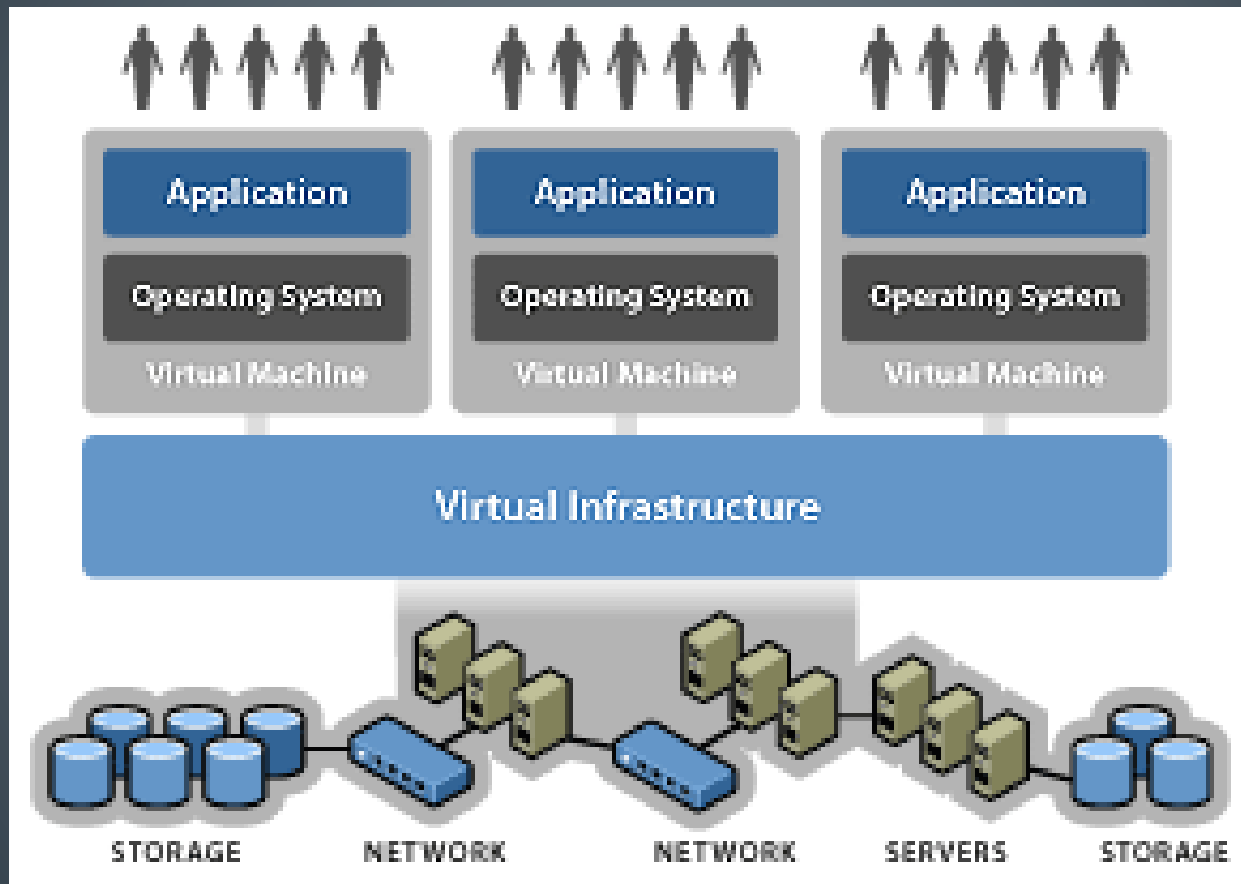 Application Application Application
Operating System Operating System Operating System
Virtual Machine Virtual Machine Virtual Machine
Virtual Infrastructure
STORAGE NETWORK NETWORK SERVERS STORAGE